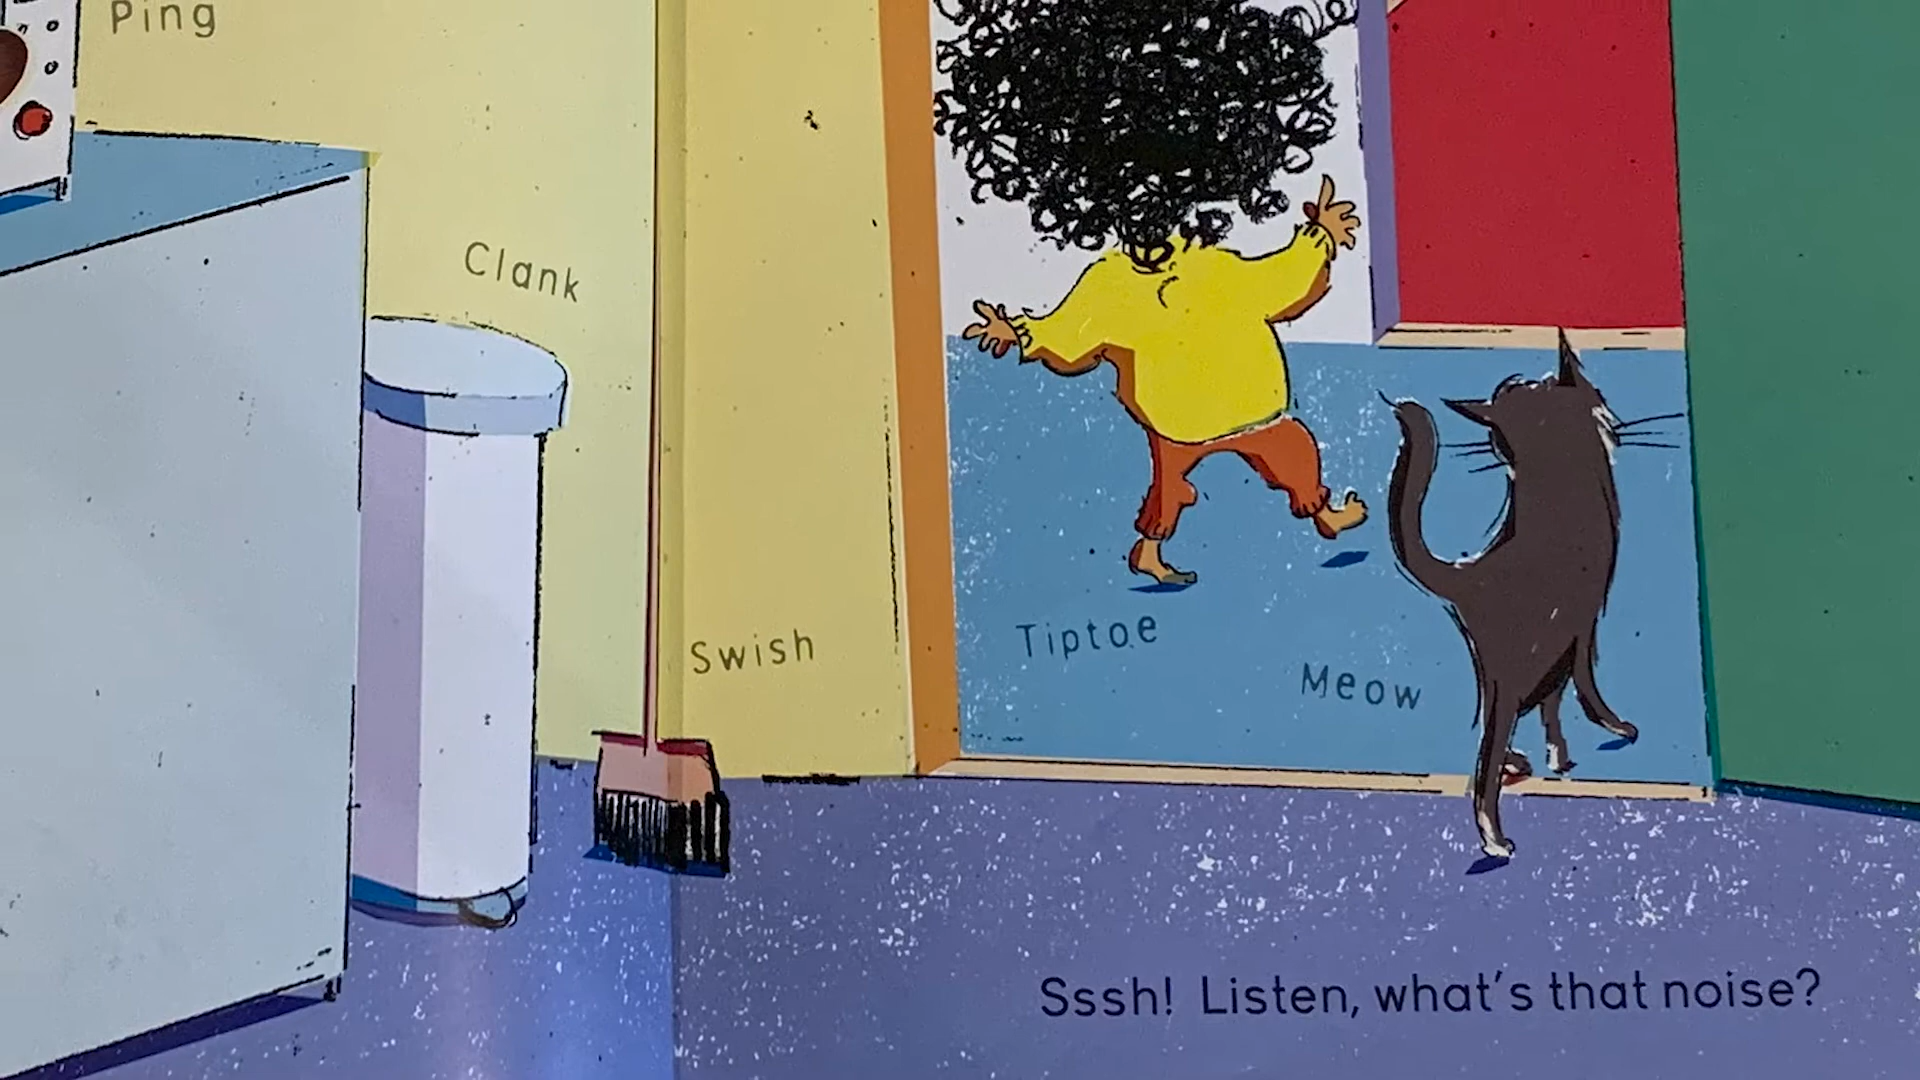 Ping
Clank
Swish
Tiptoe
Meow
Sssh! Listen, what's that noise?